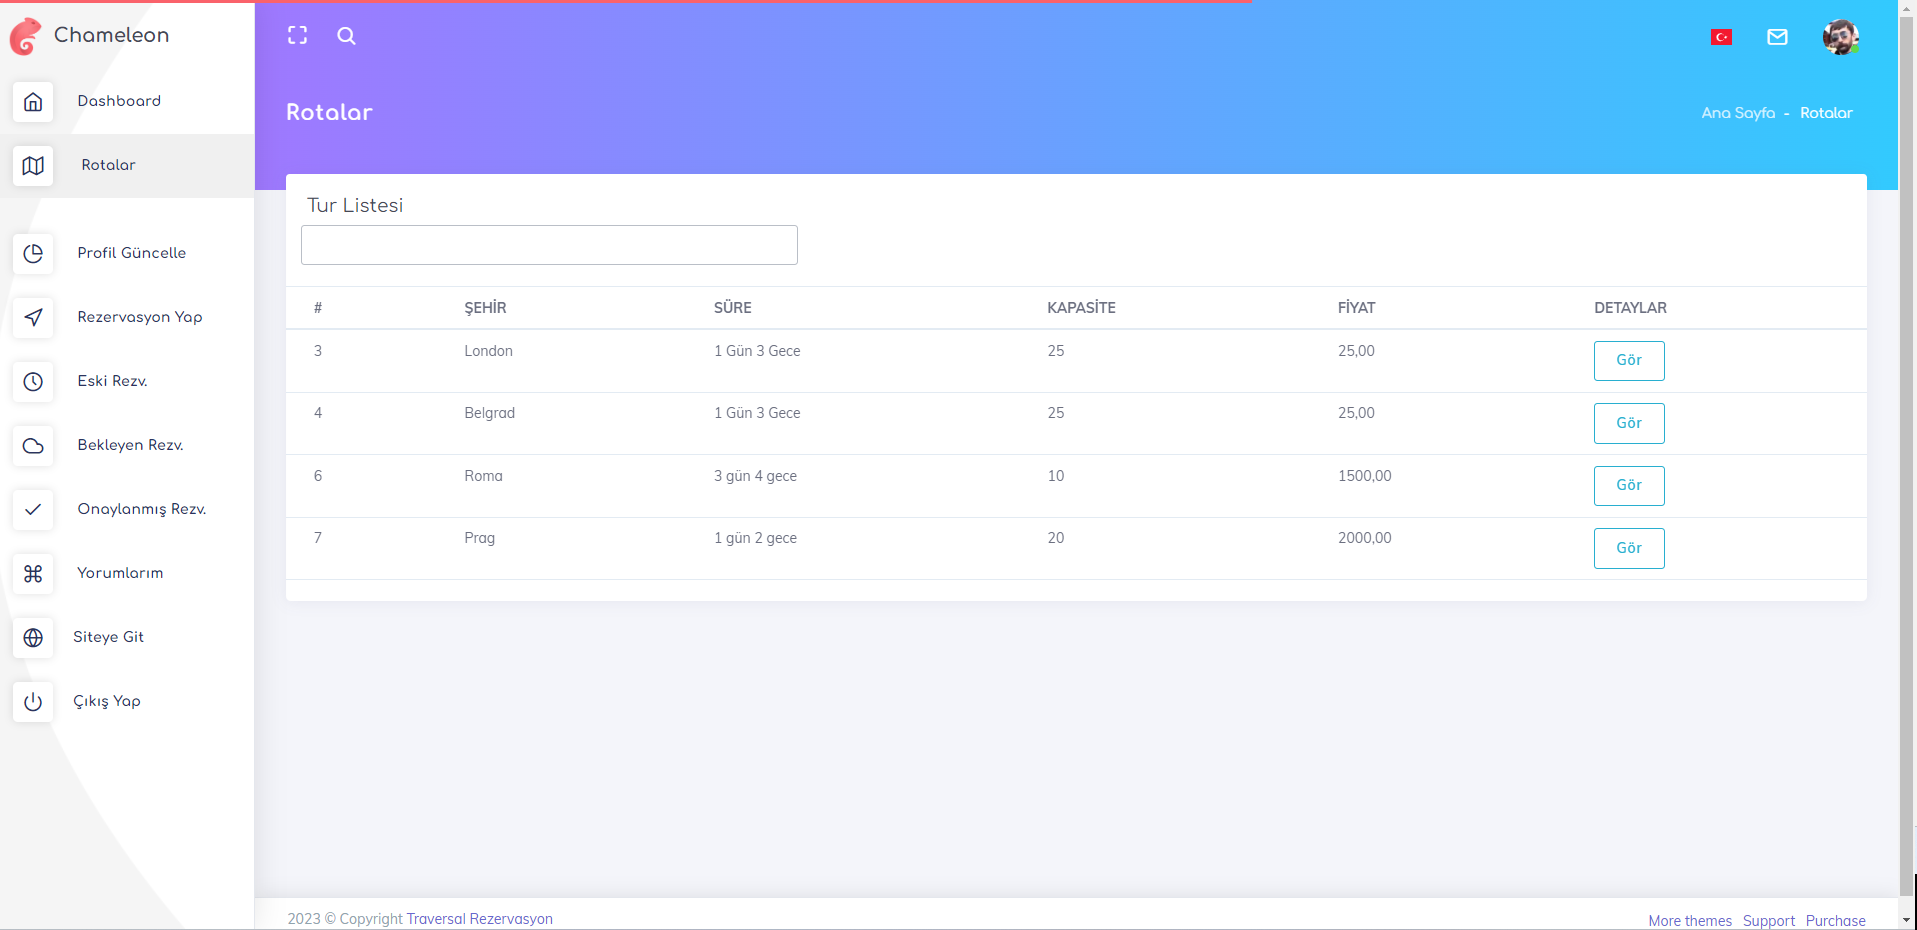 Chameleon
Dashboard
Rotalar
Profil Güncelle
Rezervasyon Yap
Eski Rezv.
Bekleyen Rezv.
Onaylanmış Rezv.
Yorumlarım
Siteye Git
Çıkış Yap
Rotalar
Ana Sayfa - Rotalar
Tur Listesi
# ŞEHİR SÜRE KAPASİTE FİYAT DETAYLAR
3 London 1 Gün 3 Gece 25 25,00 Gör
4 Belgrad 1 Gün 3 Gece 25 25,00 Gör
6 Roma 3 gün 4 gece 10 1500,00 Gör
7 Prag 1 gün 2 gece 20 2000,00 Gör
2023 © Copyright Traversal Rezervasyon
More themes Support Purchase